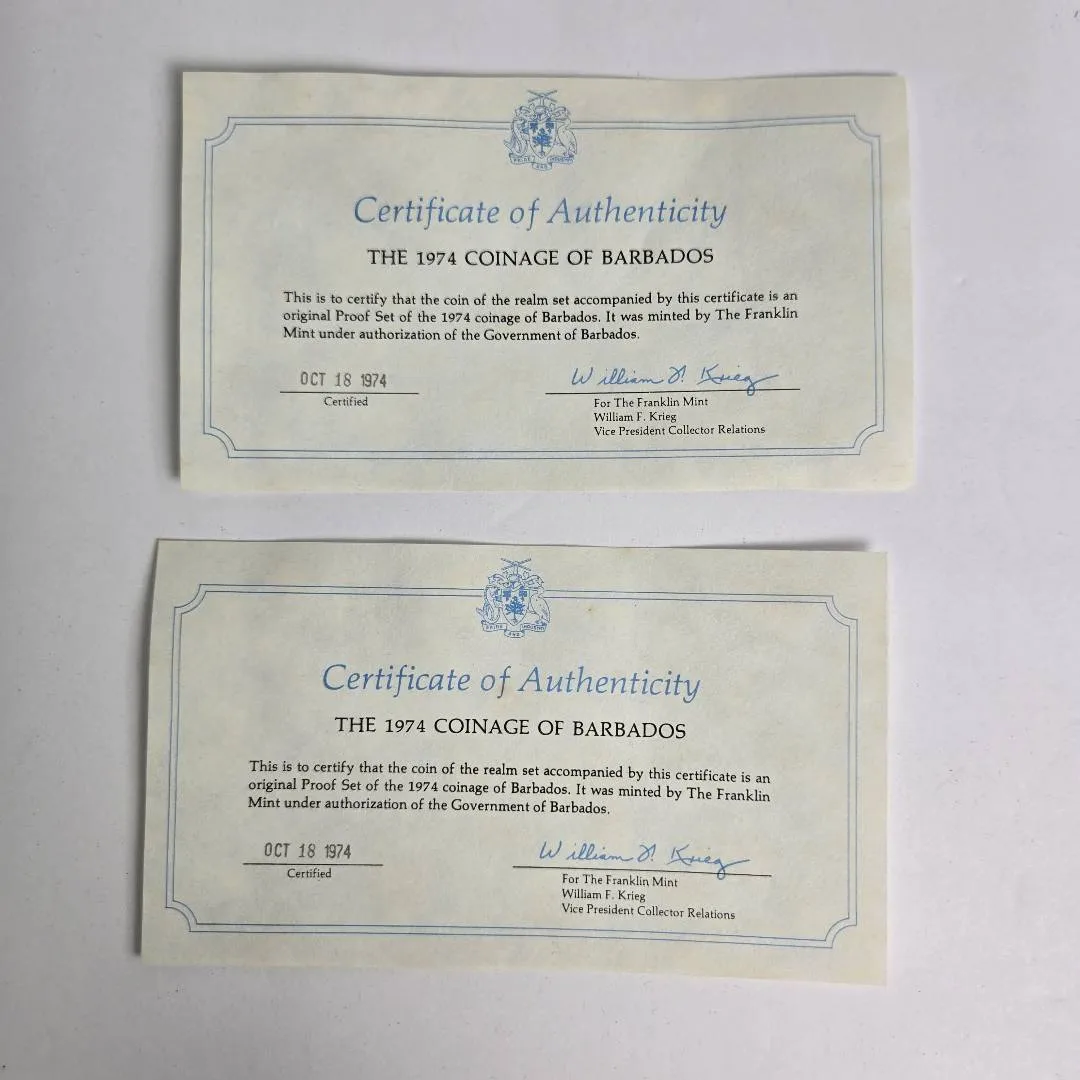 PRIDE AND INDUSTRY
Certificate of Authenticity
THE 1974 COINAGE OF BARBADOS
This is to certify that the coin of the realm set accompanied by this certificate is an
original Proof Set of the 1974 coinage of Barbados. It was minted by The Franklin
Mint under authorization of the Government of Barbados.
OCT 18 1974
Certified
William F. Krieg
For The Franklin Mint
William F. Krieg
Vice President Collector Relations
PRIDE AND INDUSTRY
Certificate of Authenticity
THE 1974 COINAGE OF BARBADOS
This is to certify that the coin of the realm set accompanied by this certificate is an
original Proof Set of the 1974 coinage of Barbados. It was minted by The Franklin
Mint under authorization of the Government of Barbados.
OCT 18 1974
Certified
William F. Krieg
For The Franklin Mint
William F. Krieg
Vice President Collector Relations